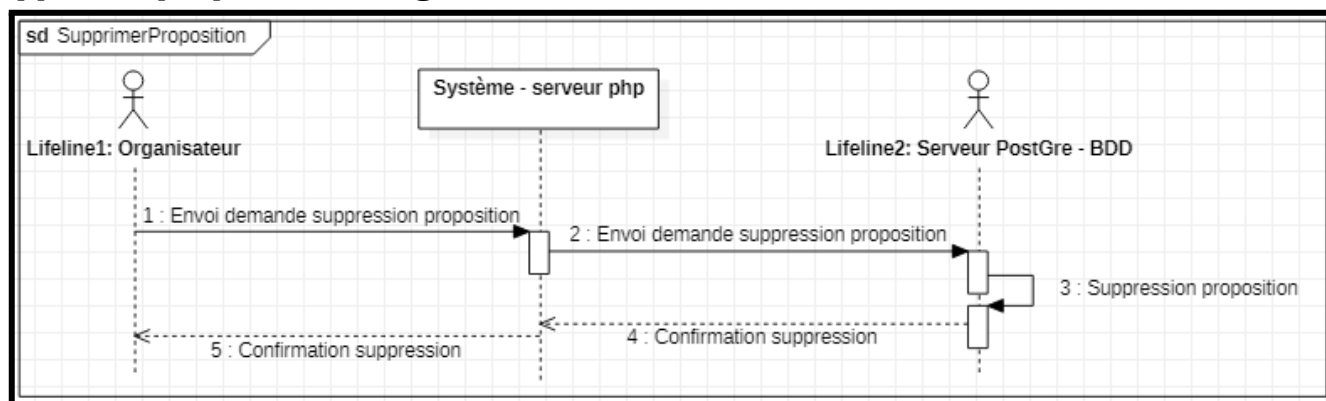 sd SupprimerProposition
Système - serveur php
Lifeline1: Organisateur
Lifeline2: Serveur PostGre - BDD
1 : Envoi demande suppression proposition
2 : Envoi demande suppression proposition
3 : Suppression proposition
4 : Confirmation suppression
5 : Confirmation suppression